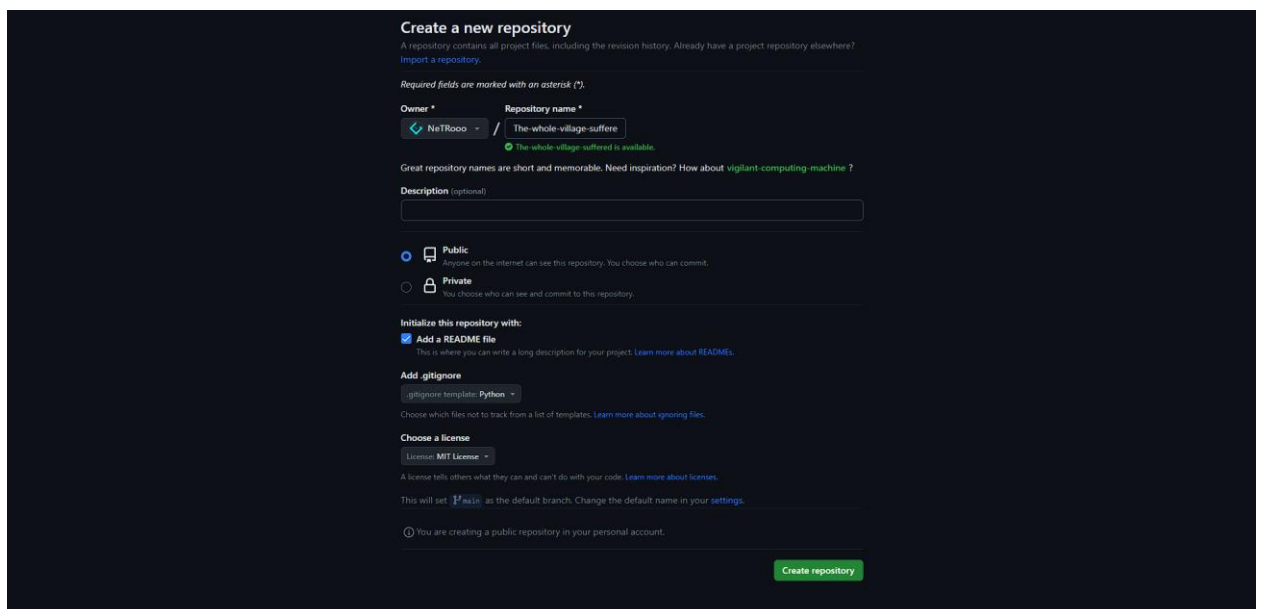 Create a new repository
A repository contains all project files, including the revision history. Already have a project repository elsewhere?
Import a repository.
Required fields are marked with an asterisk (*).
Owner * Repository name *
NeTRooo / The-whole-village-suffere
The-whole-village-suffered is available.
Great repository names are short and memorable. Need inspiration? How about vigilant-computing-machine ?
Description (optional)
Public
Anyone on the internet can see this repository. You choose who can commit.
Private
You choose who can see and commit to this repository.
Initialize this repository with:
Add a README file
This is where you can write a long description for your project. Learn more about READMEs.
Add .gitignore
.gitignore template: Python
Choose which files not to track from a list of templates. Learn more about ignoring files.
Choose a license
License: MIT License
A license tells others what they can and can't do with your code. Learn more about licenses.
This will set main as the default branch. Change the default name in your settings.
You are creating a public repository in your personal account.
Create repository